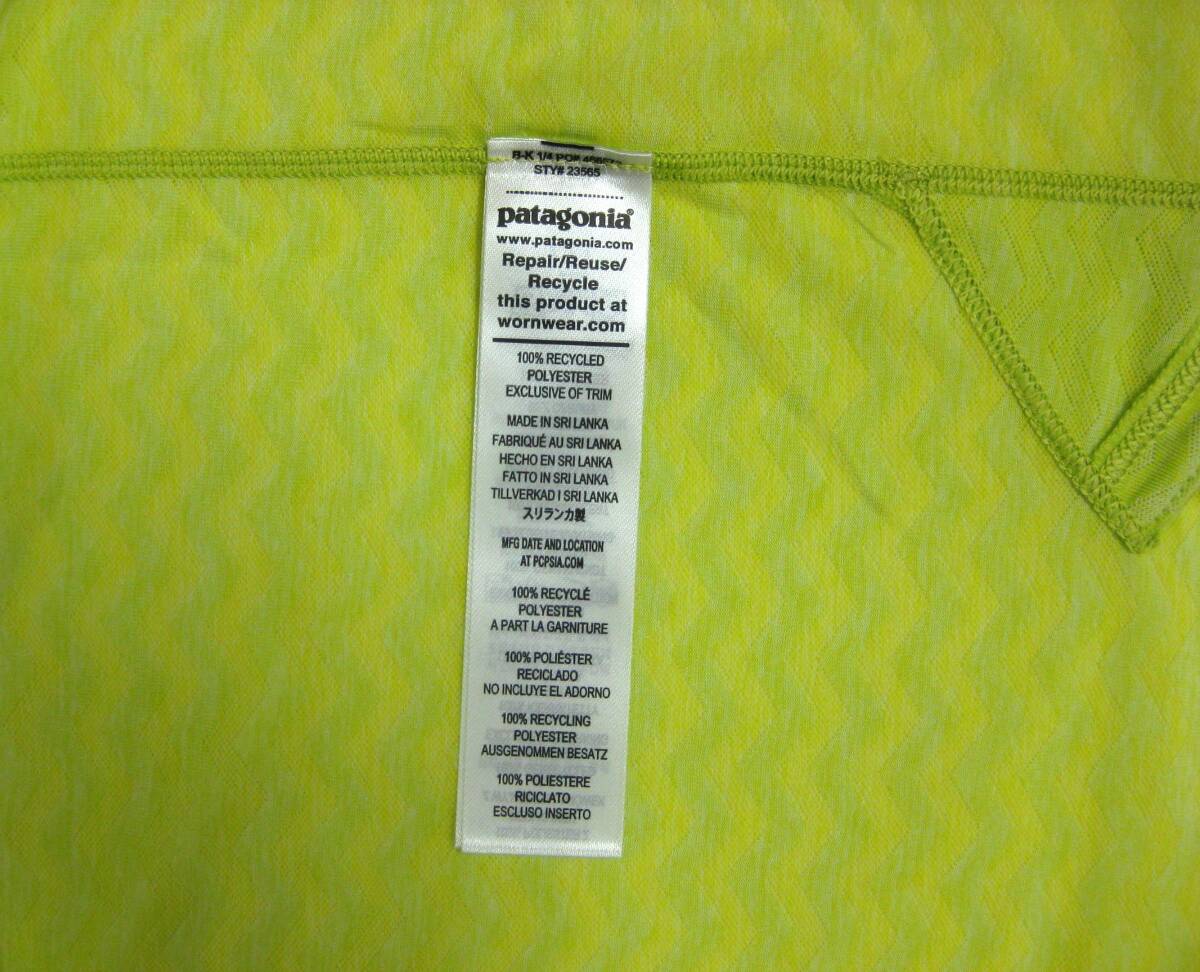 B-K 1/4 PO#
STY# 23565
patagonia®
www.patagonia.com
Repair/Reuse/
Recycle
this product at
wornwear.com
100% RECYCLED
POLYESTER
EXCLUSIVE OF TRIM
MADE IN SRI LANKA
FABRIQUÉ AU SRI LANKA
HECHO EN SRI LANKA
FATTO IN SRI LANKA
TILLVERKAD I SRI LANKA
スリランカ製
MFG DATE AND LOCATION
AT PCPSIA.COM
100% RECYCLÉ
POLYESTER
A PART LA GARNITURE
100% POLIÉSTER
RECICLADO
NO INCLUYE EL ADORNO
100% RECYCLING
POLYESTER
AUSGENOMMEN BESATZ
100% POLIESTERE
RICICLATO
ESCLUSO INSERTO